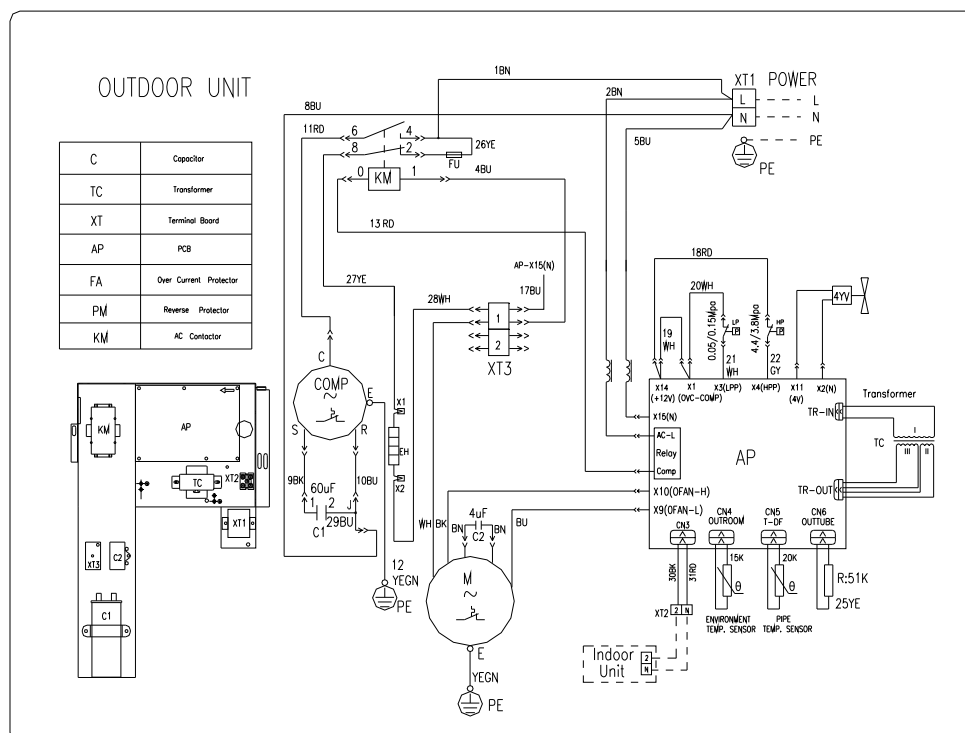 OUTDOOR UNIT
C Capacitor
TC Transformer
XT Terminal Board
AP PCB
FA Over Current Protector
PM Reverse Protector
KM AC Contactor
1BN
XT1 POWER
2BN
L L
N N
8BU
PE
5BU
PE
11RD
6 4
8 2
26YE
FU
0 KM 1
4BU
13 RD
AP-X15(N)
17BU
27YE
28WH
1
2
XT3
18RD
20WH
19
WH
0.05/0.15Mpa
LP
P
4.4/3.8Mpa
HP
P
21
WH
22
GY
4YV
X14
(+12V)
X1
(OVC-COMP)
X3(LPP)
X4(HPP)
X11
(4V)
X2(N)
X15(N)
AC-L
Reloy
Comp
X10(OFAN-H)
X9(OFAN-L)
AP
TR-IN
TR-OUT
Transformer
TC
I
III
II
CN3
CN4
OUTROOM
CN5
T-DF
CN6
OUTTUBE
30BK
31RD
15K
θ
20K
θ
R:51K
25YE
XT2
2 N
ENVIRONMENT
TEMP. SENSOR
PIPE
TEMP. SENSOR
Indoor
Unit
2
N
C
COMP
~
E
S R
X1
EH
X2
9BK
60uF
10BU
1 2 J
29BU
C1
12
YEGN
PE
WH
BK
4uF
BN
BN
C2
BU
M
~
E
YEGN
PE
KM
AP
TC
XT2
XT1
XT3
C2
C1